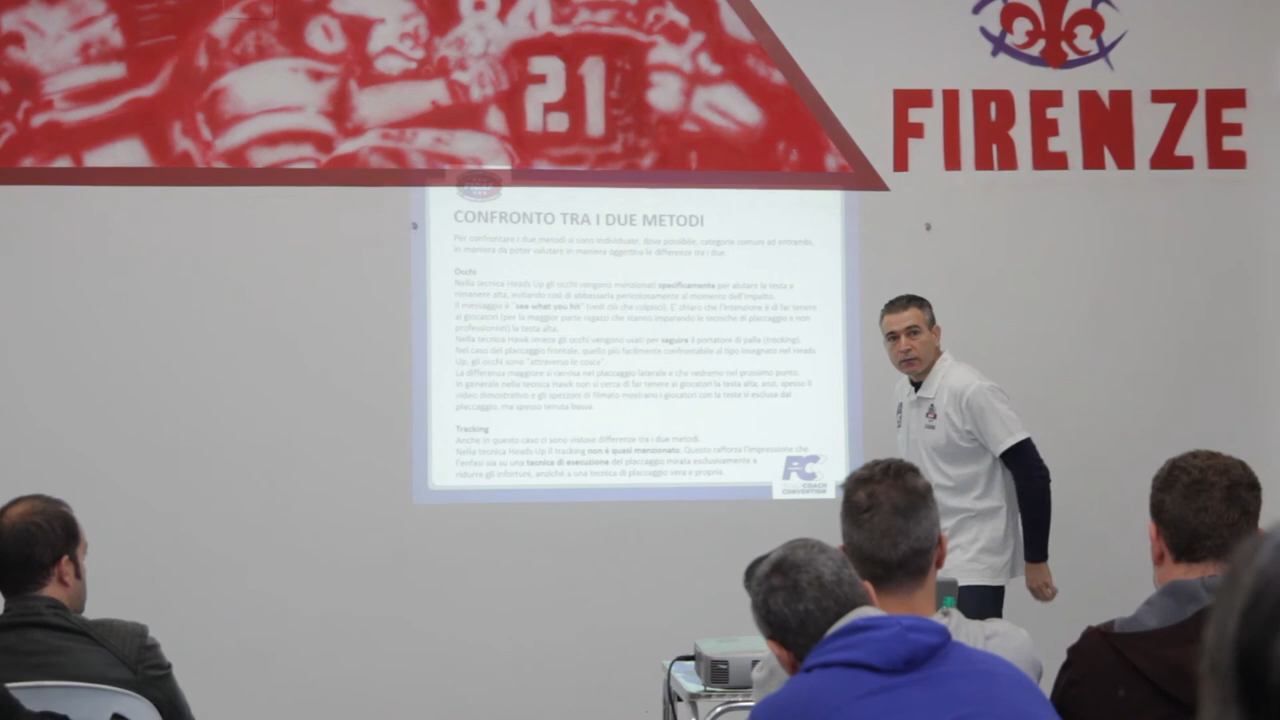 21
FIRENZE
CONFRONTO TRA I DUE METODI
Per confrontare i due metodi si sono individuate, dove possibile, categorie comuni ad entrambi,
in maniera da poter valutare in maniera oggettiva le differenze tra i due.
Occhi
Nella tecnica Heads Up gli occhi vengono menzionati specificamente per aiutare la testa a
rimanere alta, evitando così di abbassarla pericolosamente al momento dell'impatto.
Il messaggio è "see what you hit" (vedi ciò che colpisci). E' chiaro che l'intenzione è di far tenere
ai giocatori (per la maggior parte ragazzi che stanno imparando le tecniche di placcaggio e non
professionisti) la testa alta.
Nella tecnica Hawk invece gli occhi vengono usati per seguire il portatore di palla (tracking).
Nel caso del placcaggio frontale, quello più facilmente confrontabile al tipo insegnato nel Heads
Up, gli occhi sono "attraverso le cosce".
La differenza maggiore si ravvisa nel placcaggio laterale e che vedremo nel prossimo punto.
In generale nella tecnica Hawk non si cerca di far tenere ai giocatori la testa alta, anzi, spesso il
video dimostrativo e gli spezzoni di filmato mostrano i giocatori con la testa si esclusa dal
placcaggio, ma spesso tenuta bassa.
Tracking
Anche in questo caso ci sono vistose differenze tra i due metodi.
Nella tecnica Heads Up il tracking non è quasi menzionato. Questo rafforza l'impressione che
l'enfasi sia su una tecnica di esecuzione del placcaggio mirata esclusivamente a
ridurre gli infortuni, anziché a una tecnica di placcaggio vera e propria.
COACH
CONVENTION